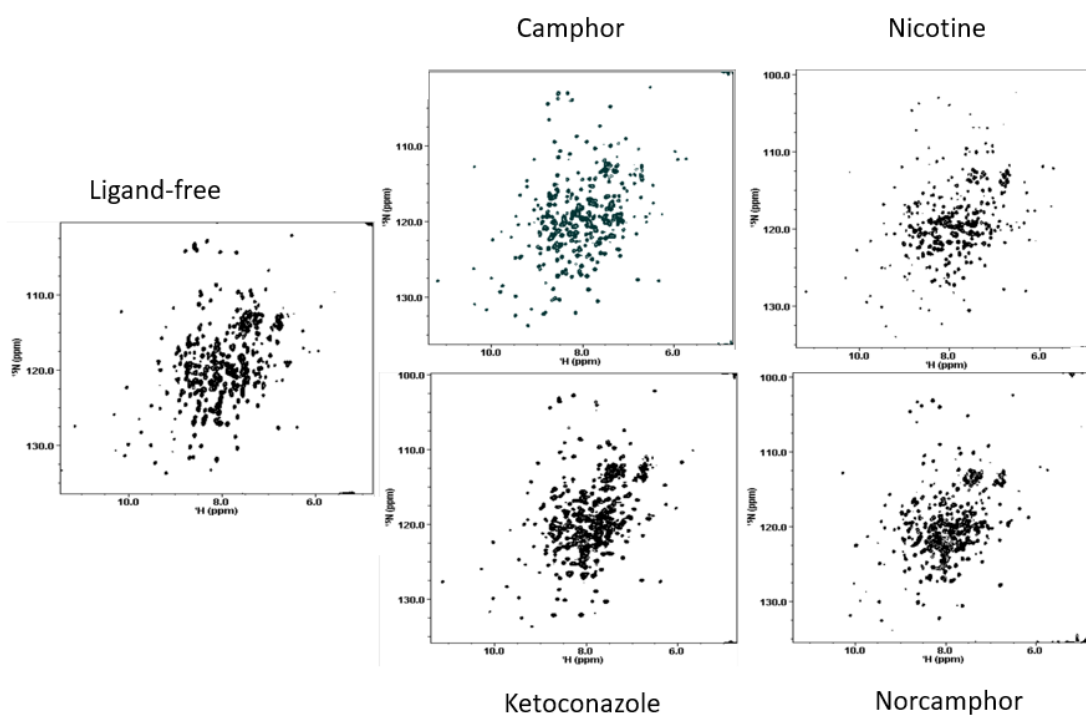 Camphor
110.0
¹⁵N (ppm)
120.0
130.0
10.0 8.0 6.0
¹H (ppm)
Nicotine
100.0
110.0
¹⁵N (ppm)
120.0
130.0
10.0 8.0 6.0
¹H (ppm)
Ligand-free
110.0
¹⁵N (ppm)
120.0
130.0
10.0 8.0 6.0
¹H (ppm)
100.0
110.0
¹⁵N (ppm)
120.0
130.0
10.0 8.0 6.0
¹H (ppm)
Ketoconazole
100.0
110.0
¹⁵N (ppm)
120.0
130.0
10.0 8.0 6.0
¹H (ppm)
Norcamphor